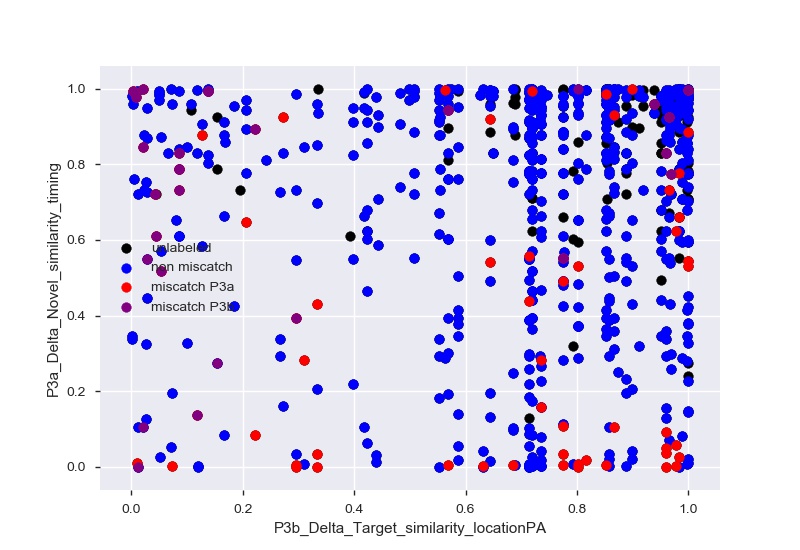 1.0
0.8
0.6
0.4
0.2
0.0
P3a_Delta_Novel_similarity_timing
unlabeled
non miscatch
miscatch P3a
miscatch P3b
0.0 0.2 0.4 0.6 0.8 1.0
P3b_Delta_Target_similarity_locationPA